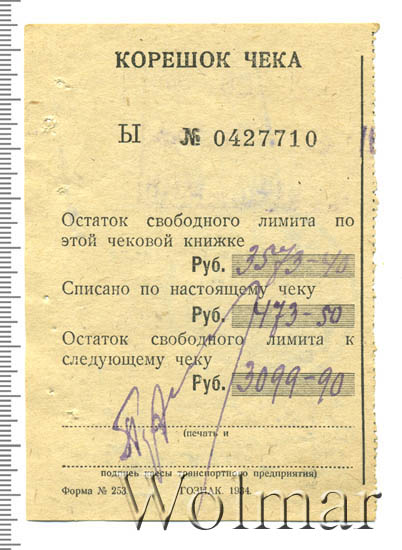 КОРЕШОК ЧЕКА
Ы № 0427710
Остаток свободного лимита по
этой чековой книжке
Руб. 3573-40
Списано по настоящему чеку
Руб. 473-50
Остаток свободного лимита к
следующему чеку
Руб. 3099-90
(печать и
подпись кассы транспортного предприятия)
Форма № 253 ГОЗНАК. 1934.
Wolmar